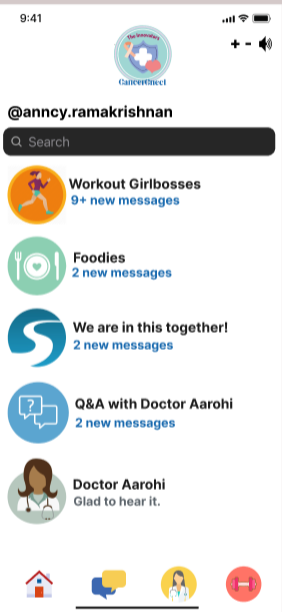 9:41
The Innovators
CancerCnect
+ -
@anncy.ramakrishnan
Search
Workout Girlbosses
9+ new messages
Foodies
2 new messages
We are in this together!
2 new messages
?
Q&A with Doctor Aarohi
2 new messages
Doctor Aarohi
Glad to hear it.